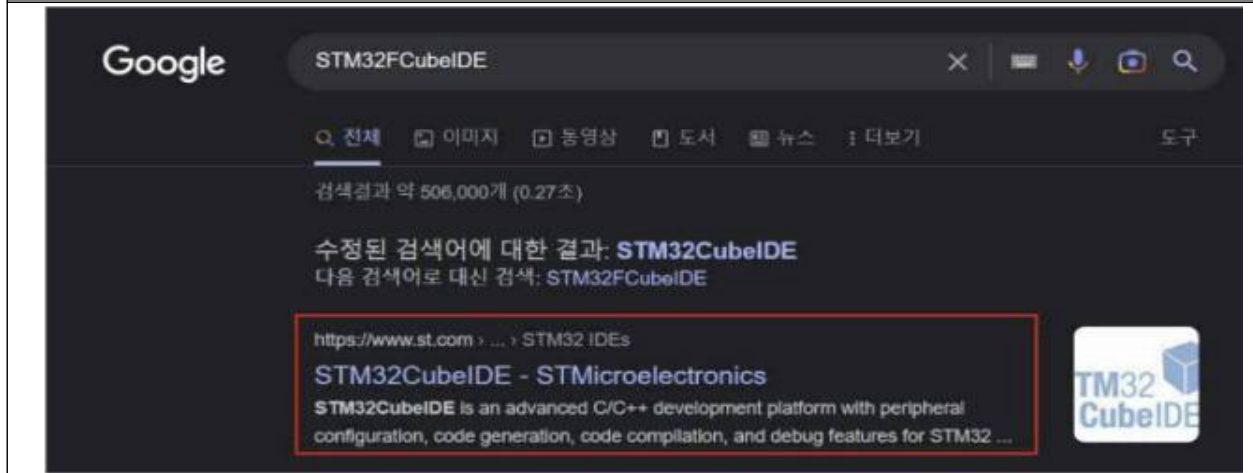 Google
STM32FCubeIDE
전체 이미지 동영상 도서 뉴스 더보기 도구
검색결과 약 506,000개 (0.27초)
수정된 검색어에 대한 결과: STM32CubeIDE
다음 검색어로 대신 검색: STM32FCubeIDE
https://www.st.com › ... › STM32 IDEs
STM32CubeIDE - STMicroelectronics
STM32CubeIDE is an advanced C/C++ development platform with peripheral
configuration, code generation, code compilation, and debug features for STM32 ...
TM32
CubeIDE